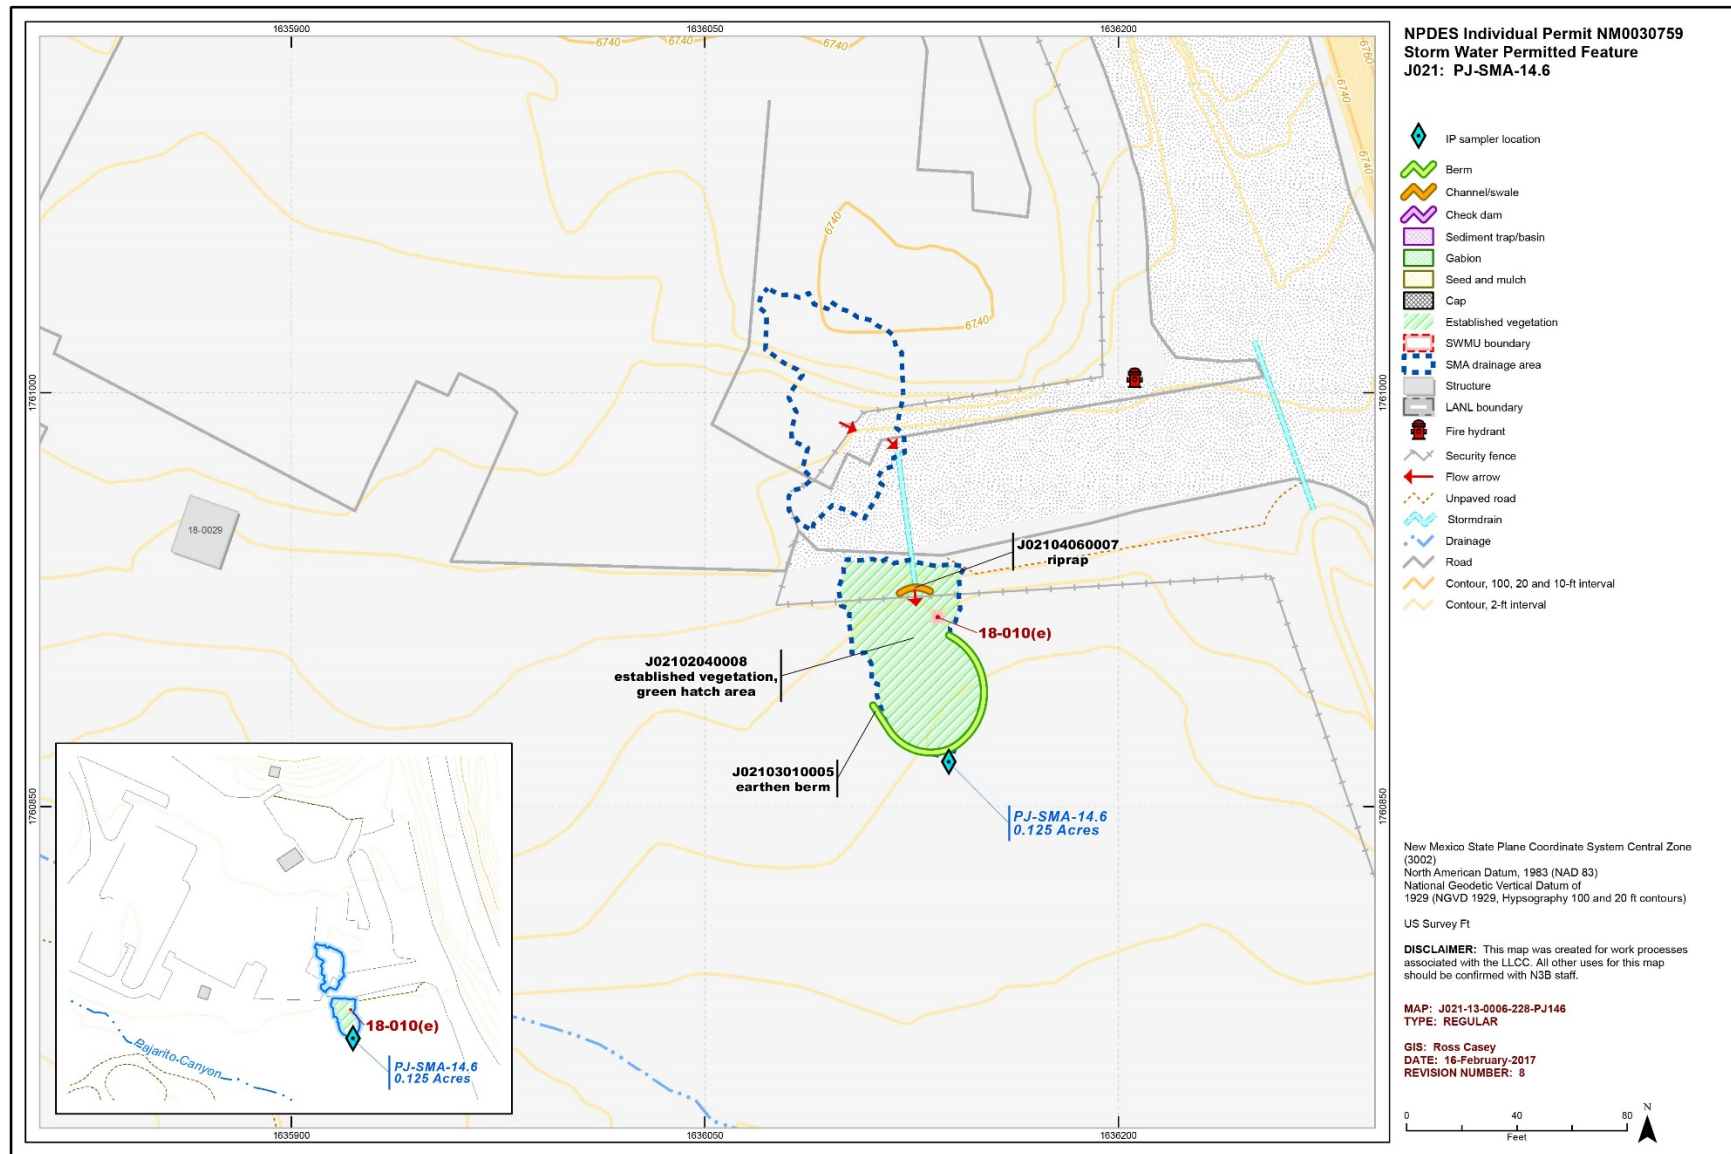 NPDES Individual Permit NM0030759
Storm Water Permitted Feature
J021: PJ-SMA-14.6
IP sampler location
Berm
Channel/swale
Check dam
Sediment trap/basin
Gabion
Seed and mulch
Cap
Established vegetation
SWMU boundary
SMA drainage area
Structure
LANL boundary
Fire hydrant
Security fence
Flow arrow
Unpaved road
Stormdrain
Drainage
Road
Contour, 100, 20 and 10-ft interval
Contour, 2-ft interval
New Mexico State Plane Coordinate System Central Zone
(3002)
North American Datum, 1983 (NAD 83)
National Geodetic Vertical Datum of
1929 (NGVD 1929, Hypsography 100 and 20 ft contours)
US Survey Ft
DISCLAIMER: This map was created for work processes
associated with the LLCC. All other uses for this map
should be confirmed with N3B staff.
MAP: J021-13-0006-228-PJ146
TYPE: REGULAR
GIS: Ross Casey
DATE: 16-February-2017
REVISION NUMBER: 8
0 40 80
Feet
N
1635900 1636050 1636200
6740 6740 6740
6760
6740
6740
6740
6740
1761000 1761000
18-0029
J02104060007
riprap
18-010(e)
J02102040008
established vegetation,
green hatch area
J02103010005
earthen berm
PJ-SMA-14.6
0.125 Acres
1760850 1760850
18-010(e)
Pajarito Canyon
PJ-SMA-14.6
0.125 Acres
1635900 1636050 1636200